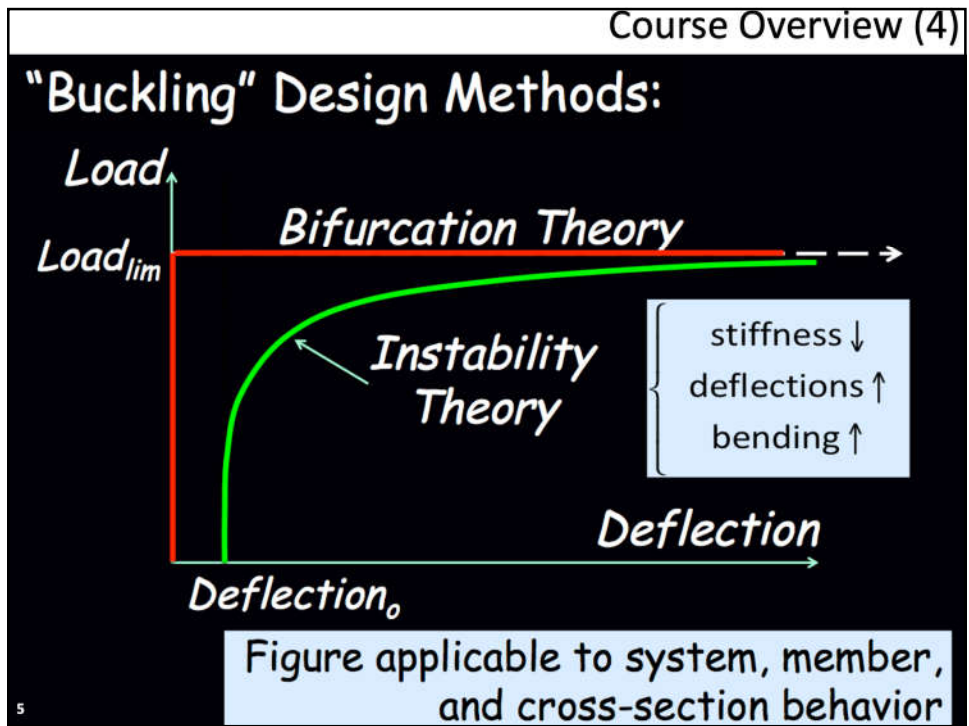 Course Overview (4)
"Buckling" Design Methods:
Load
Bifurcation Theory
Load_lim
Instability
Theory
stiffness ↓
deflections ↑
bending ↑
Deflection
Deflection_o
Figure applicable to system, member,
and cross-section behavior
5